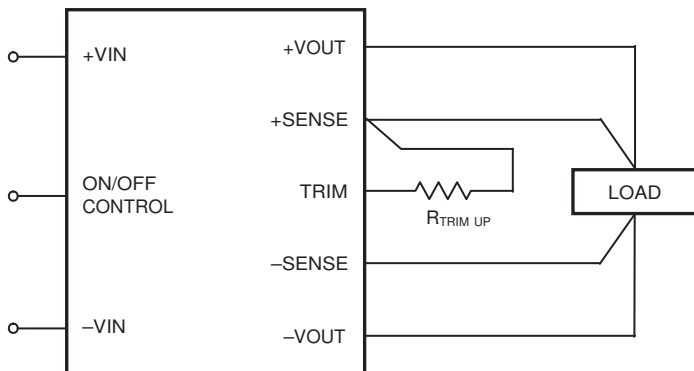 +VIN
ON/OFF
CONTROL
–VIN
+VOUT
+SENSE
TRIM
–SENSE
–VOUT
RTRIM UP
LOAD